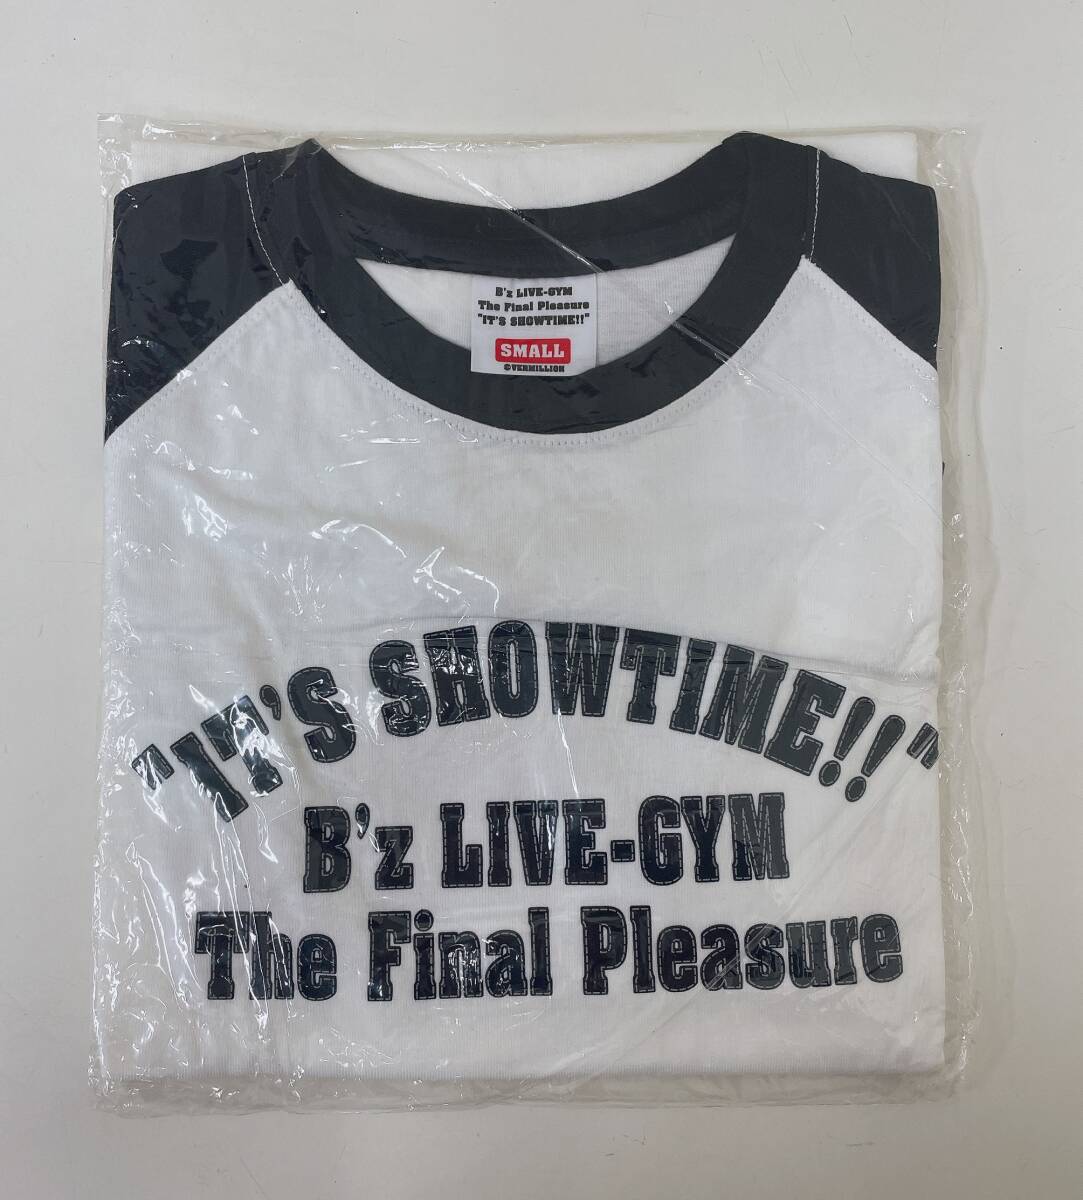 B'z LIVE-GYM
The Final Pleasure
"IT'S SHOWTIME!!"
SMALL
©VERMILLION
"IT'S SHOWTIME!!"
B'z LIVE-GYM
The Final Pleasure